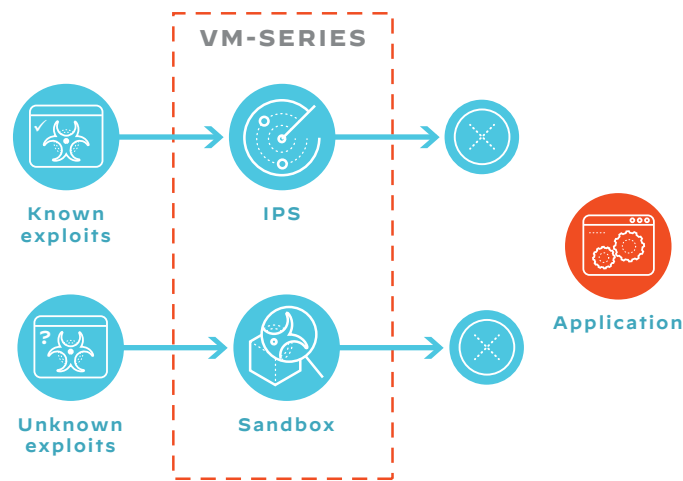 VM-SERIES
Known
exploits
IPS
Application
?
Unknown
exploits
Sandbox